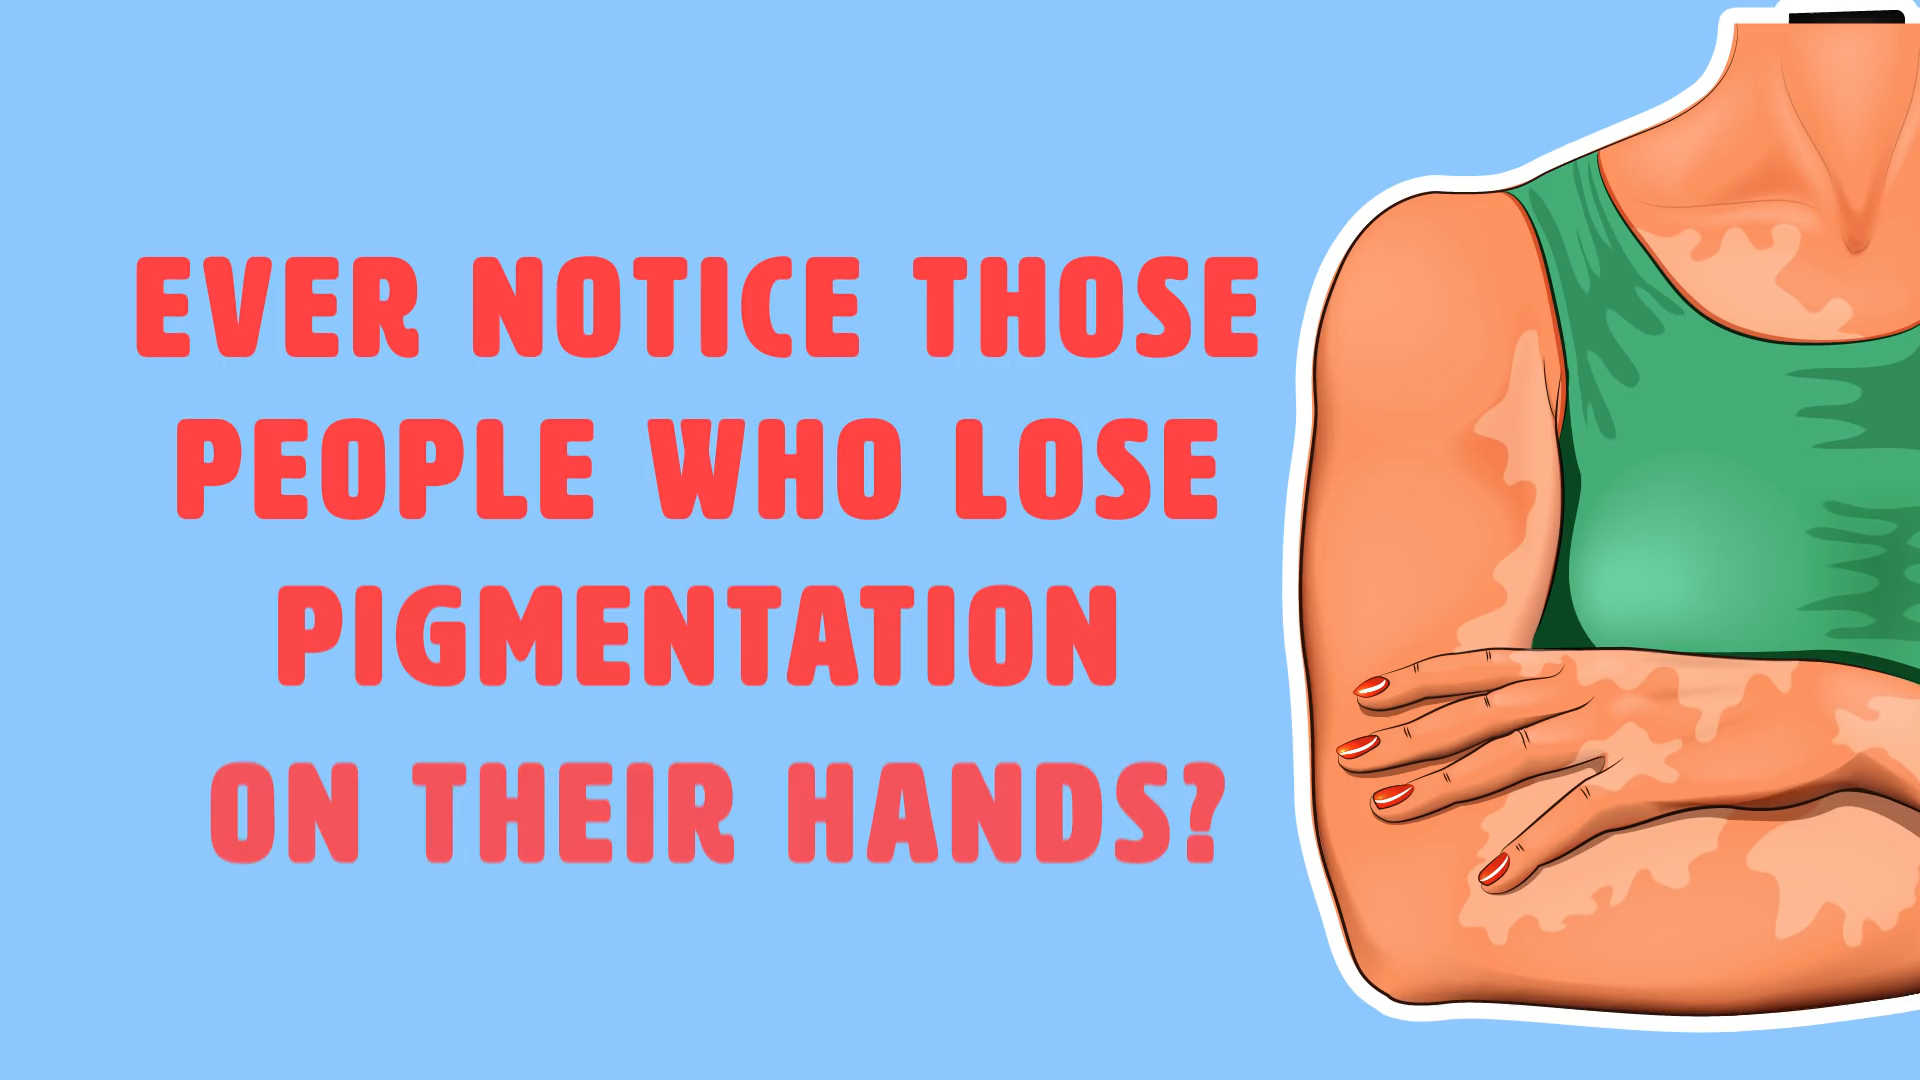 EVER NOTICE THOSE
PEOPLE WHO LOSE
PIGMENTATION
ON THEIR HANDS?